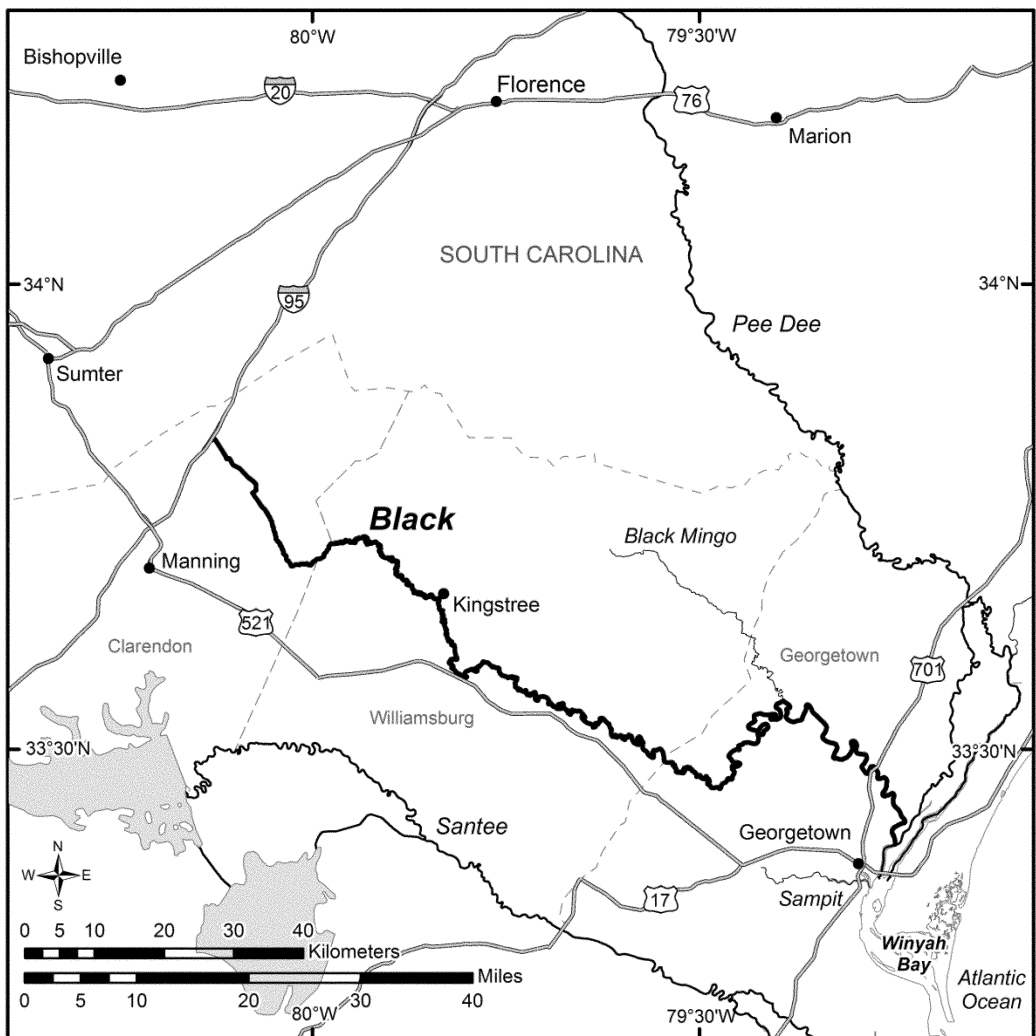 80°W
79°30'W
Bishopville
20
Florence
76
Marion
SOUTH CAROLINA
34°N
95
34°N
Pee Dee
Sumter
Black
Black Mingo
Manning
Kingstree
521
Clarendon
Georgetown
701
Williamsburg
33°30'N
33°30'N
Santee
Georgetown
N
W E
S
Sampit
17
0 5 10 20 30 40
Kilometers
Winyah
Bay
Miles
0 5 10 20 30 40
Atlantic
Ocean
80°W
79°30'W